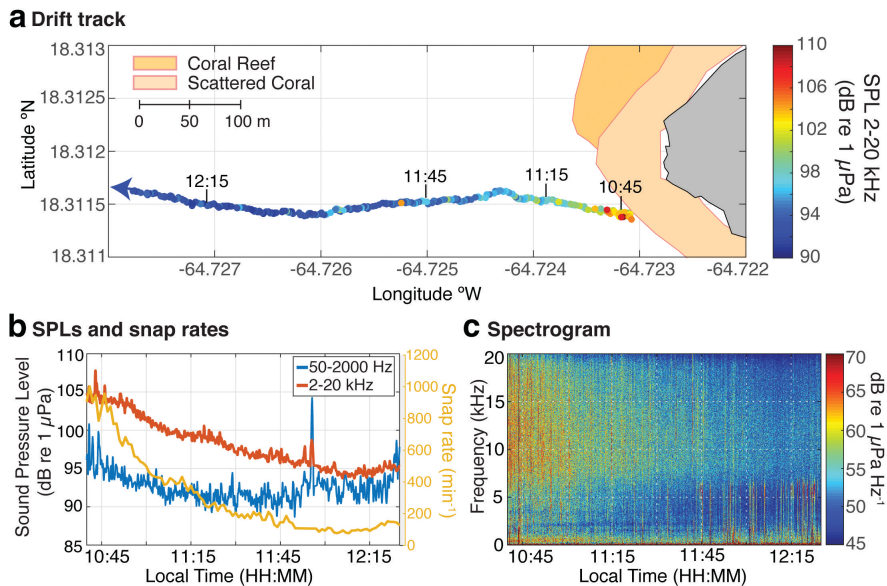 a Drift track
18.313
18.3125
18.312
18.3115
18.311
Latitude ºN
Coral Reef
Scattered Coral
0 50 100 m
12:15
11:45
11:15
10:45
-64.727 -64.726 -64.725 -64.724 -64.723 -64.722
Longitude ºW
110
106
102
98
94
90
SPL 2-20 kHz
(dB re 1 µPa)
b SPLs and snap rates
110
105
100
95
90
85
Sound Pressure Level
(dB re 1 µPa)
50-2000 Hz
2-20 kHz
1200
1000
800
600
400
200
0
Snap rate (min⁻¹)
10:45 11:15 11:45 12:15
Local Time (HH:MM)
c Spectrogram
20
15
10
5
0
Frequency (kHz)
10:45 11:15 11:45 12:15
Local Time (HH:MM)
70
65
60
55
50
45
dB re 1 µPa Hz⁻¹